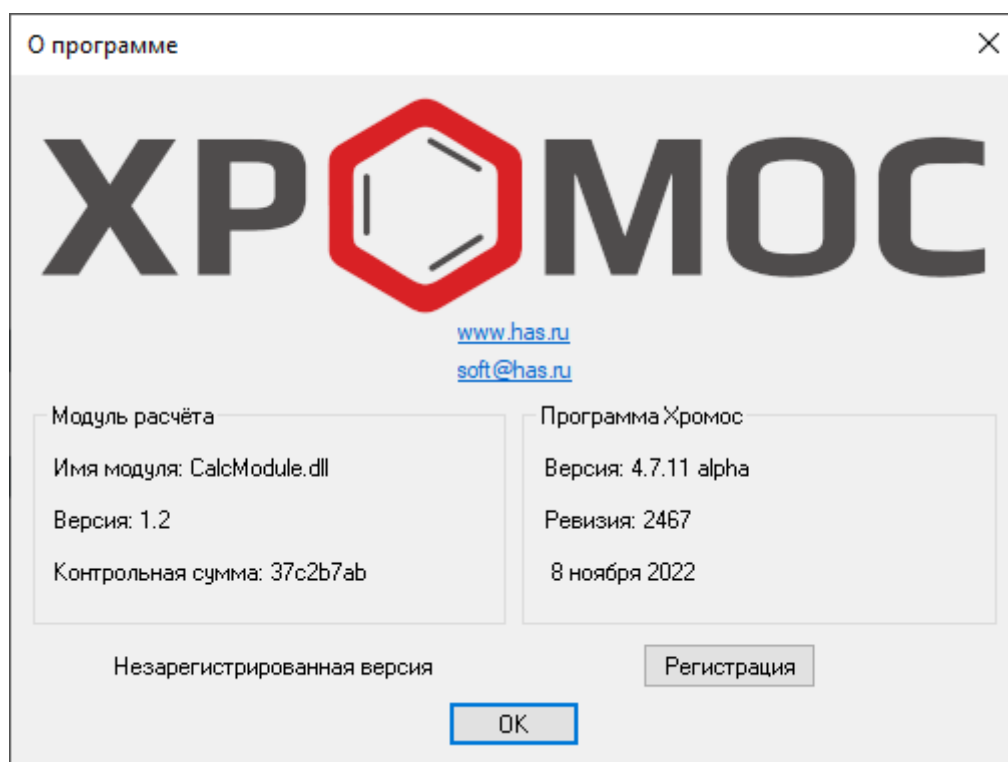 О программе
ХРОМОС
www.has.ru
soft@has.ru
Модуль расчёта
Имя модуля: CalcModule.dll
Версия: 1.2
Контрольная сумма: 37c2b7ab
Программа Хромос
Версия: 4.7.11 alpha
Ревизия: 2467
8 ноября 2022
Незарегистрированная версия
Регистрация
OK